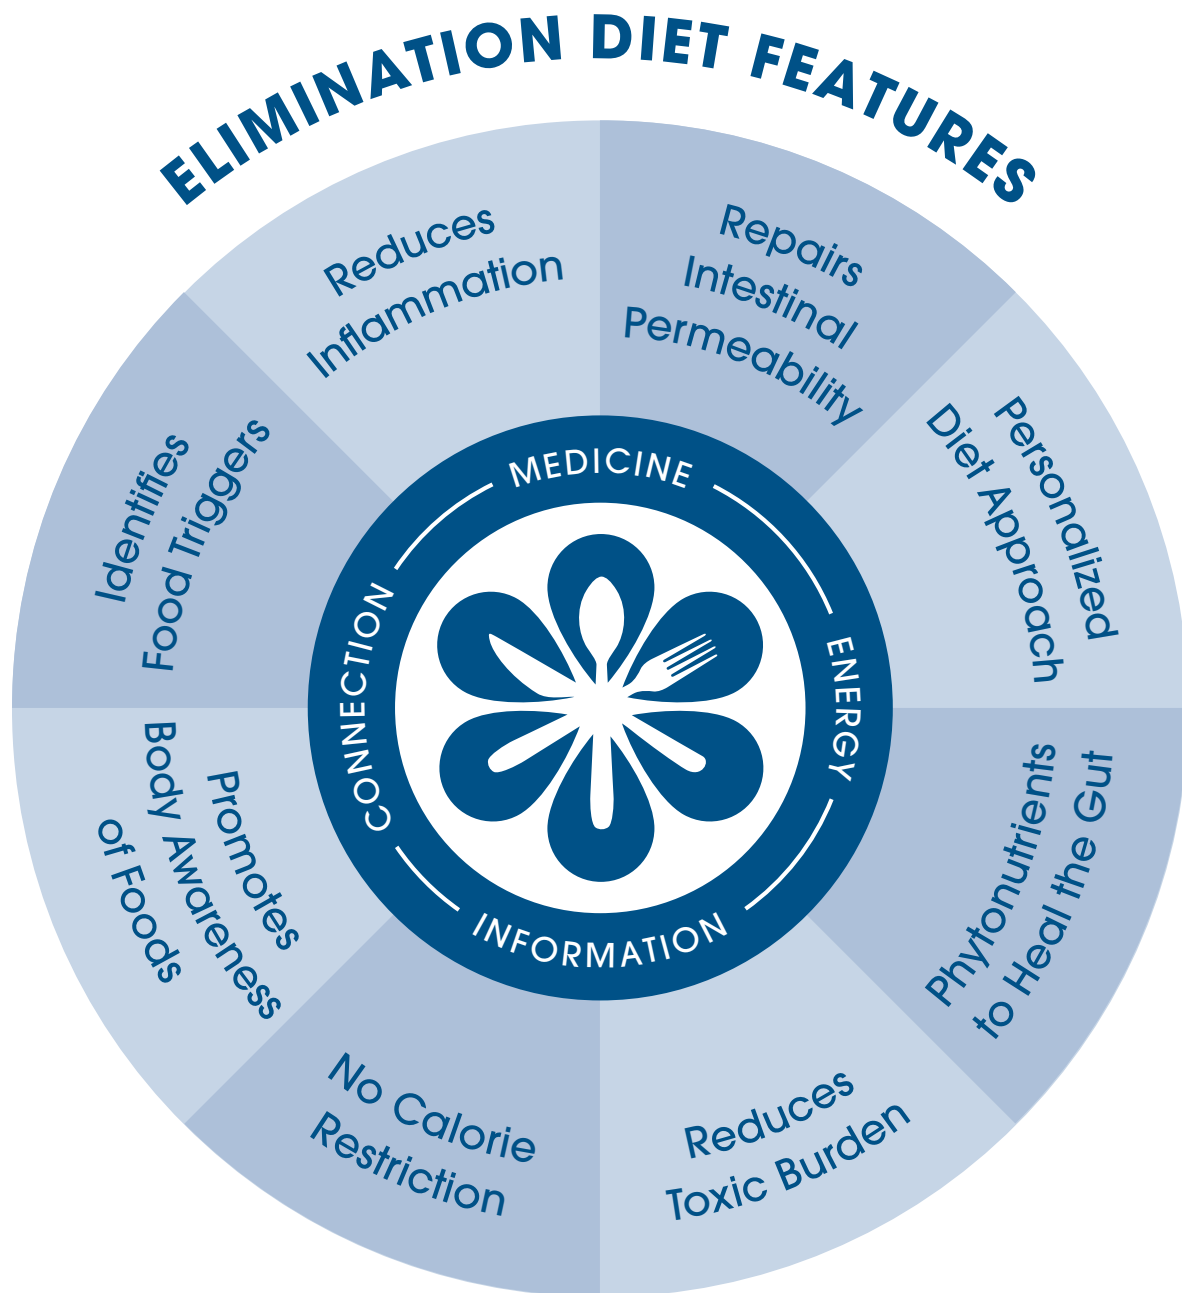 ELIMINATION DIET FEATURES
Repairs
Intestinal
Permeability
Personalized
Diet Approach
Phytonutrients
to Heal the Gut
Reduces
Toxic Burden
No Calorie
Restriction
Promotes
Body Awareness
of Foods
Identifies
Food Triggers
Reduces
Inflammation
MEDICINE
ENERGY
INFORMATION
CONNECTION